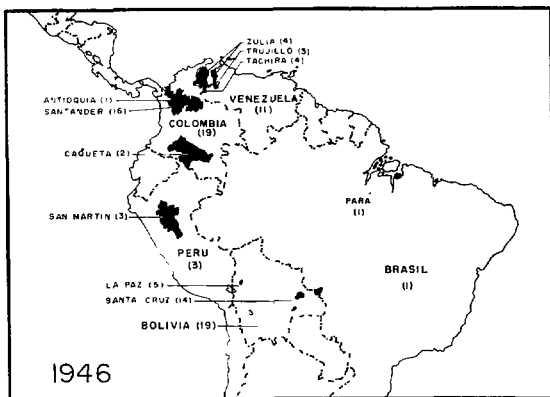 ZULIA (4)
TRUJILLO (3)
TACHIRA (4)
ANTIOQUIA (1)
SANTANDER (16)
VENEZUELA
(11)
COLOMBIA
(19)
CAQUETA (2)
PARÁ
(1)
SAN MARTIN (3)
PERU
(3)
BRASIL
(1)
LA PAZ (5)
SANTA CRUZ (14)
BOLIVIA (19)
1946